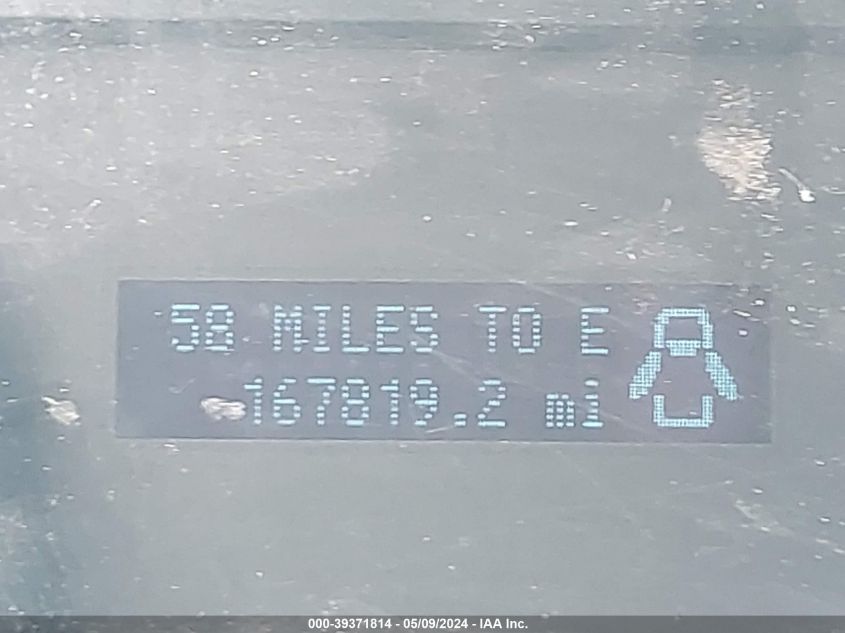 58 MILES TO E
167819.2 mi
000-39371814 - 05/09/2024 - IAA Inc.